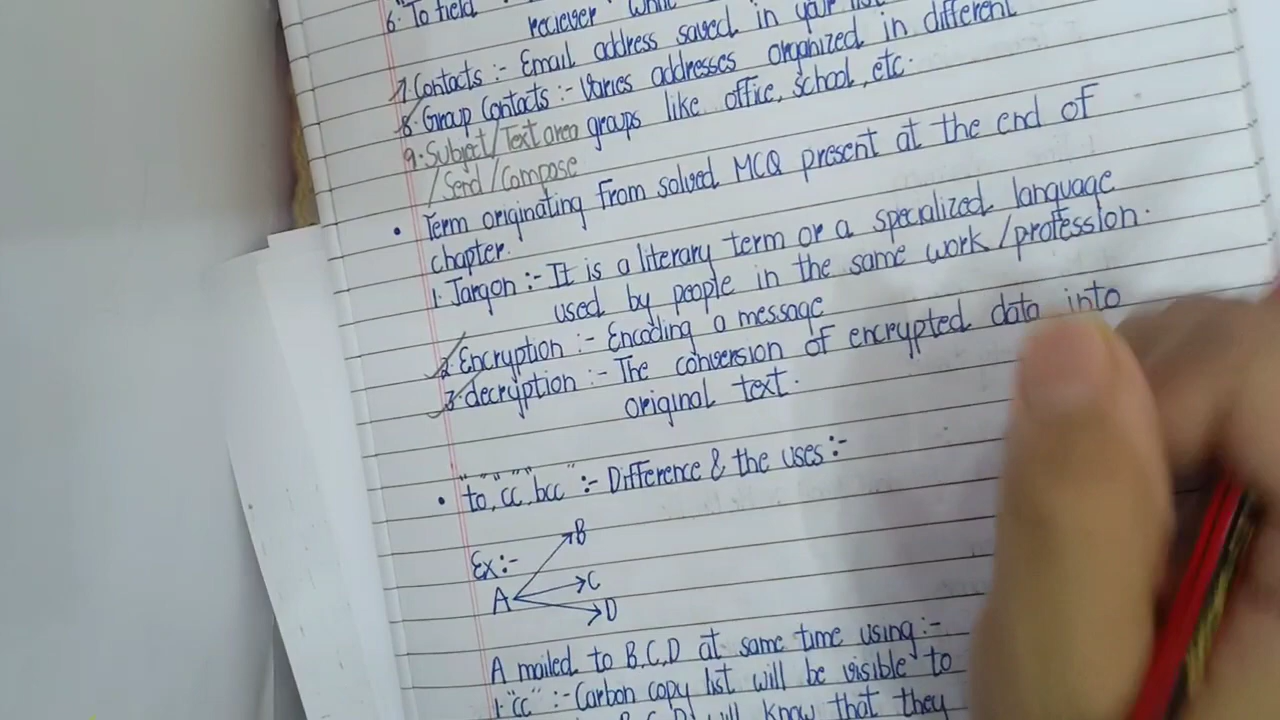 6. To field
reciever
7. Contacts :- Email address saved in your
8. Group Contacts :- Varies addresses organized in different
groups like office, school, etc.
9. Subject/Text area
/Send /Compose
• Term originating from solved MCQ present at the end of
chapter.
1. Jargon :- It is a literary term or a specialized language
used by people in the same work/profession.
2. Encryption :- Encoding a message
3. decryption :- The conversion of encrypted data into
original text.
• "to, "cc", bcc" :- Difference & the uses:-
Ex:-
B
A
C
D
A mailed to B,C,D at same time using:-
1. "cc" :- Carbon copy list will be visible to
B, C, D will know that they